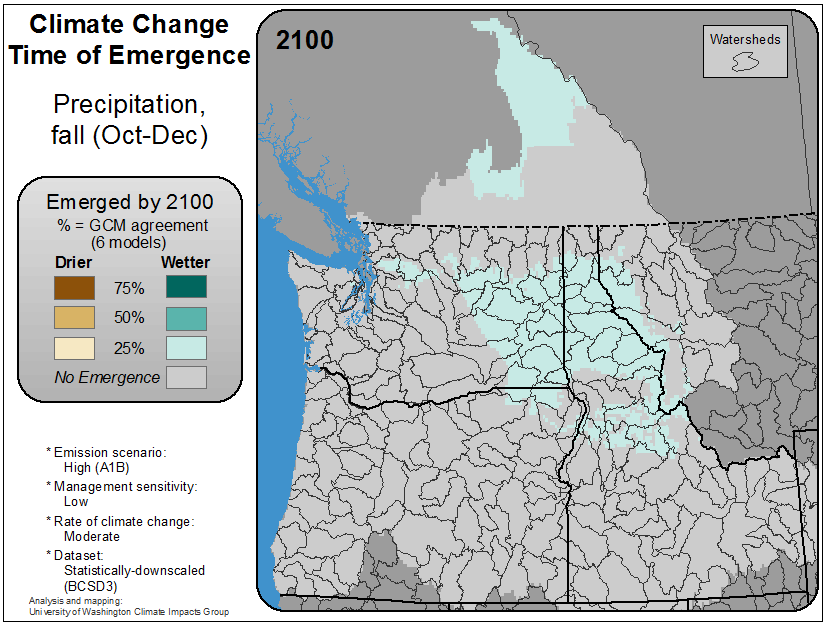 Climate Change
Time of Emergence
Precipitation,
fall (Oct-Dec)
Emerged by 2100
% = GCM agreement
(6 models)
Drier Wetter
75%
50%
25%
No Emergence
* Emission scenario:
High (A1B)
* Management sensitivity:
Low
* Rate of climate change:
Moderate
* Dataset:
Statistically-downscaled
(BCSD3)
Analysis and mapping:
University of Washington Climate Impacts Group
2100
Watersheds